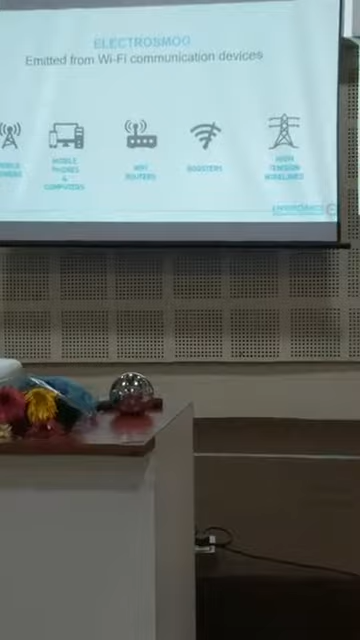 ELECTROSMOG
Emitted from Wi-Fi communication devices
MOBILE
PHONES
&
COMPUTERS
WIFI
ROUTERS
BOOSTERS
HIGH
TENSION
WIRELINES